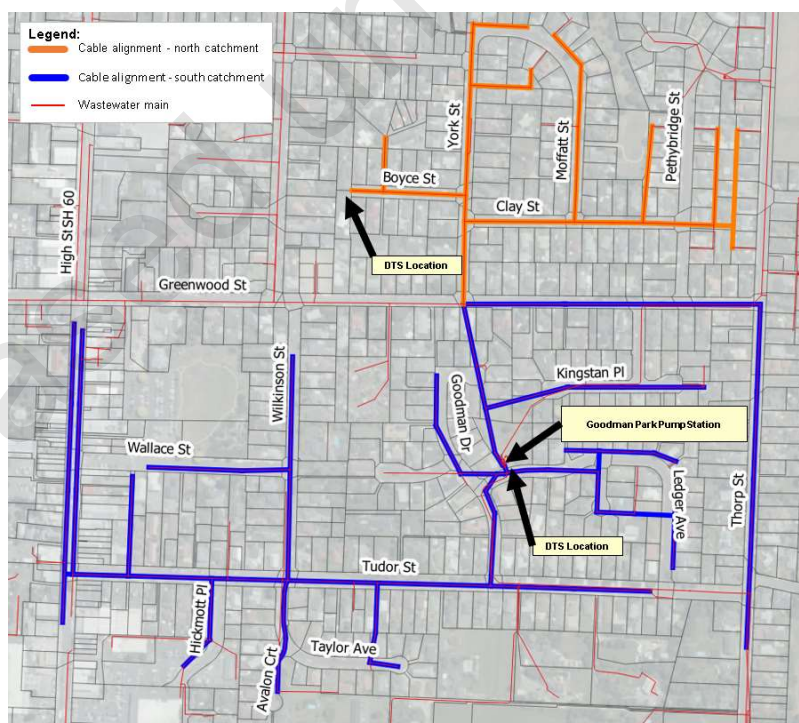 Legend:
Cable alignment - north catchment
Cable alignment - south catchment
Wastewater main
York St
Moffatt St
Pethybridge St
Boyce St
Clay St
High St SH 60
DTS Location
Greenwood St
Kingstan Pl
Wilkinson St
Goodman Dr
Goodman Park Pump Station
Wallace St
Ledger Ave
Thorp St
DTS Location
Tudor St
Hickmott Pl
Taylor Ave
Avalon Crt